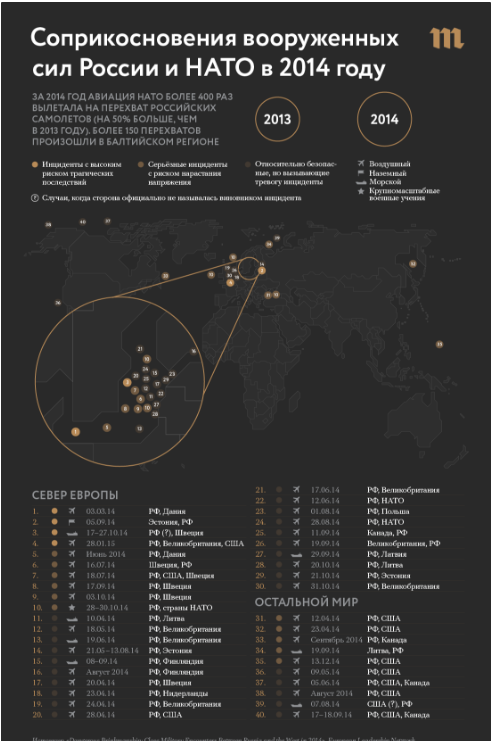 Соприкосновения вооруженных
сил России и НАТО в 2014 году
m
ЗА 2014 ГОД АВИАЦИЯ НАТО БОЛЕЕ 400 РАЗ
ВЫЛЕТАЛА НА ПЕРЕХВАТ РОССИЙСКИХ
САМОЛЕТОВ (НА 50% БОЛЬШЕ, ЧЕМ
В 2013 ГОДУ). БОЛЕЕ 150 ПЕРЕХВАТОВ
ПРОИЗОШЛИ В БАЛТИЙСКОМ РЕГИОНЕ
2013
2014
Инциденты с высоким
риском трагических
последствий
Серьёзные инциденты
с риском нарастания
напряжения
Относительно безопас-
ные, но вызывающие
тревогу инциденты
Воздушный
Наземный
Морской
Крупномасштабные
военные учения
(?) Случаи, когда сторона официально не называлась виновником инцидента
СЕВЕР ЕВРОПЫ
1. 03.03.14 РФ, Дания
2. 05.09.14 Эстония, РФ
3. 17–27.10.14 РФ (?), Швеция
4. 28.01.15 РФ, Великобритания, США
5. Июнь 2014 РФ, Дания
6. 16.07.14 Швеция, РФ
7. 18.07.14 РФ, США, Швеция
8. 17.09.14 РФ, Швеция
9. 03.10.14 РФ, Швеция
10. 28–30.10.14 РФ, страны НАТО
11. 10.04.14 РФ, Литва
12. 18.05.14 РФ, Великобритания
13. 19.06.14 РФ, Великобритания
14. 21.05–13.08.14 РФ, Эстония
15. 08–09.14 РФ, Финляндия
16. Август 2014 РФ, Финляндия
17. 20.04.14 РФ, Швеция
18. 23.04.14 РФ, Нидерланды
19. 24.04.14 РФ, Великобритания
20. 28.04.14 РФ, США
21. 17.06.14 РФ, Великобритания
22. 12.06.14 РФ, НАТО
23. 01.08.14 РФ, Польша
24. 28.08.14 РФ, НАТО
25. 11.09.14 Канада, РФ
26. 19.09.14 Великобритания, РФ
27. 29.09.14 РФ, Латвия
28. 20.10.14 РФ, Литва
29. 21.10.14 РФ, Эстония
30. 31.10.14 РФ, Великобритания
ОСТАЛЬНОЙ МИР
31. 12.04.14 РФ, США
32. 23.04.14 РФ, США
33. Сентябрь 2014 РФ, Канада
34. 19.09.14 Литва, РФ
35. 13.12.14 РФ, США
36. 09.05.14 РФ, США
37. 05.06.14 РФ, США, Канада
38. Август 2014 РФ, США
39. 07.08.14 США (?), РФ
40. 17–18.09.14 РФ, США, Канада